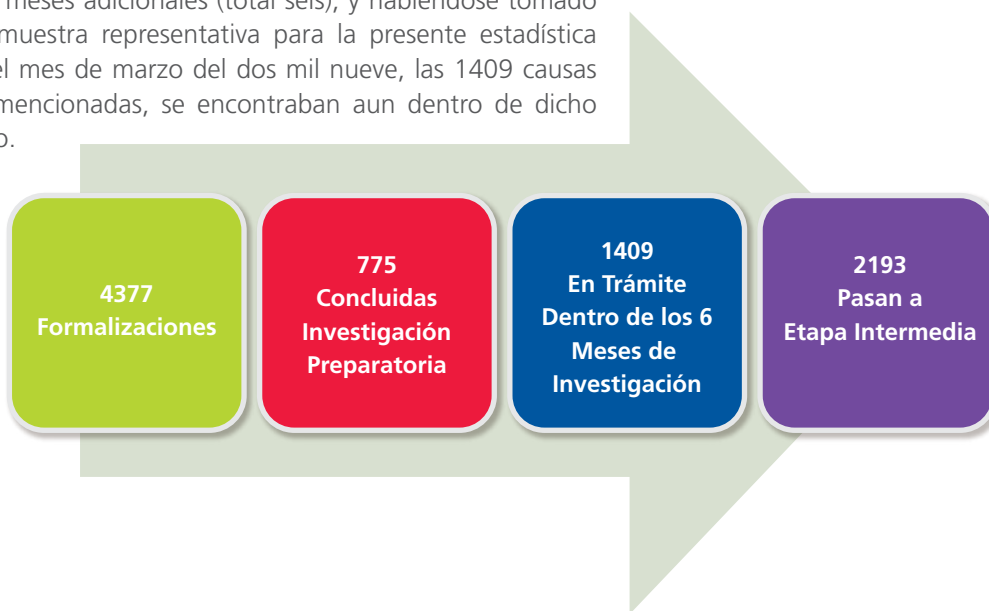 meses adicionales (total seis), y habiéndose tomado
muestra representativa para la presente estadística
el mes de marzo del dos mil nueve, las 1409 causas
mencionadas, se encontraban aun dentro de dicho
4377
Formalizaciones
775
Concluidas
Investigación
Preparatoria
1409
En Trámite
Dentro de los 6
Meses de
Investigación
2193
Pasan a
Etapa Intermedia